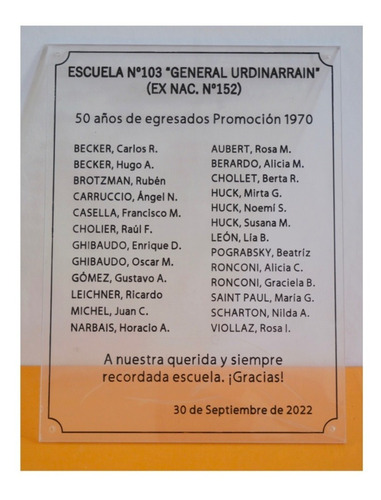 ESCUELA Nº103 "GENERAL URDINARRAIN"
(EX NAC. Nº152)
50 años de egresados Promoción 1970
BECKER, Carlos R.
BECKER, Hugo A.
BROTZMAN, Rubén
CARRUCCIO, Ángel N.
CASELLA, Francisco M.
CHOLIER, Raúl F.
GHIBAUDO, Enrique D.
GHIBAUDO, Oscar M.
GÓMEZ, Gustavo A.
LEICHNER, Ricardo
MICHEL, Juan C.
NARBAIS, Horacio A.
AUBERT, Rosa M.
BERARDO, Alicia M.
CHOLLET, Berta R.
HUCK, Mirta G.
HUCK, Noemí S.
HUCK, Susana M.
LEÓN, Lía B.
POGRABSKY, Beatriz
RONCONI, Alicia C.
RONCONI, Graciela B.
SAINT PAUL, María G.
SCHARTON, Nilda A.
VIOLLAZ, Rosa I.
A nuestra querida y siempre
recordada escuela. ¡Gracias!
30 de Septiembre de 2022